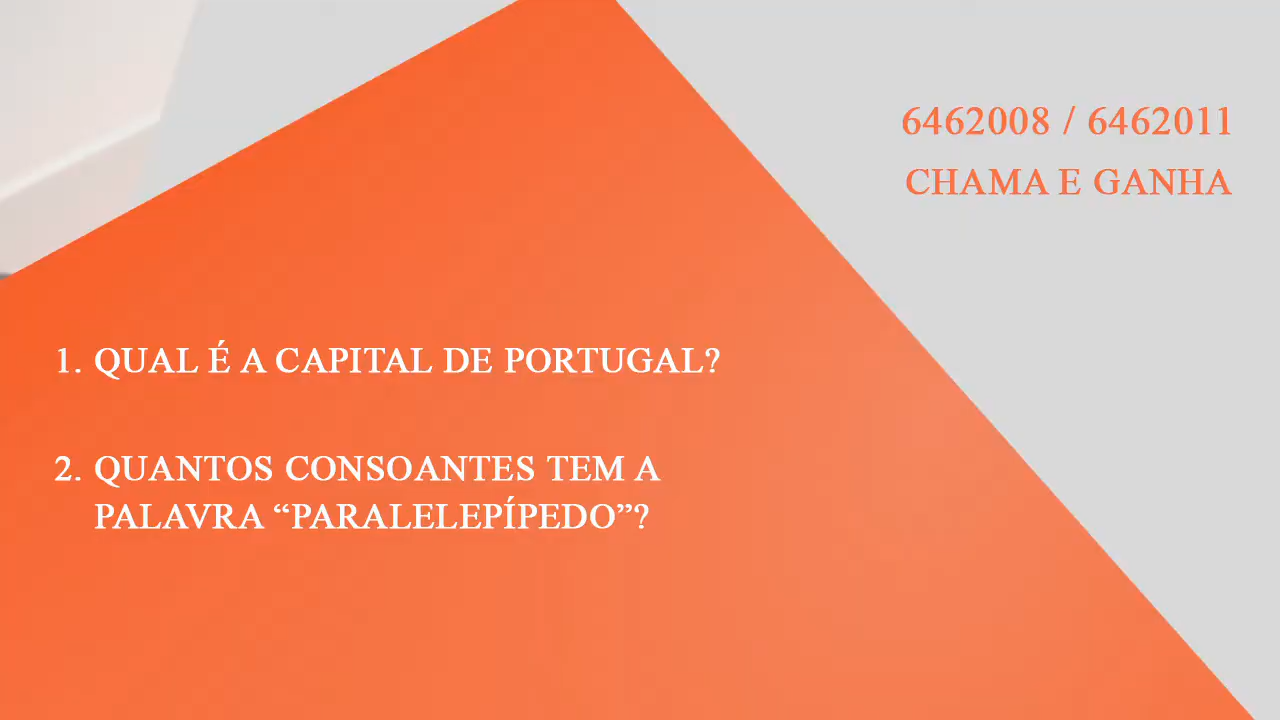 6462008 / 6462011
CHAMA E GANHA
1. QUAL É A CAPITAL DE PORTUGAL?
2. QUANTOS CONSOANTES TEM A
PALAVRA “PARALELEPÍPEDO”?